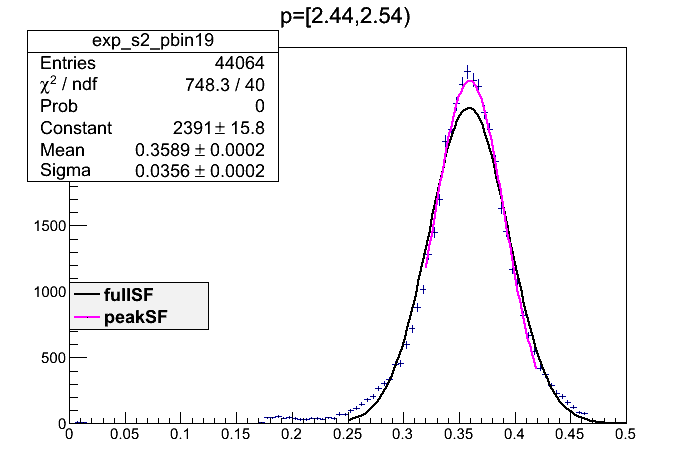 p=[2.44,2.54)
exp_s2_pbin19
Entries 44064
χ² / ndf 748.3 / 40
Prob 0
Constant 2391 ± 15.8
Mean 0.3589 ± 0.0002
Sigma 0.0356 ± 0.0002
1500
1000
fullSF
peakSF
500
0
0 0.05 0.1 0.15 0.2 0.25 0.3 0.35 0.4 0.45 0.5